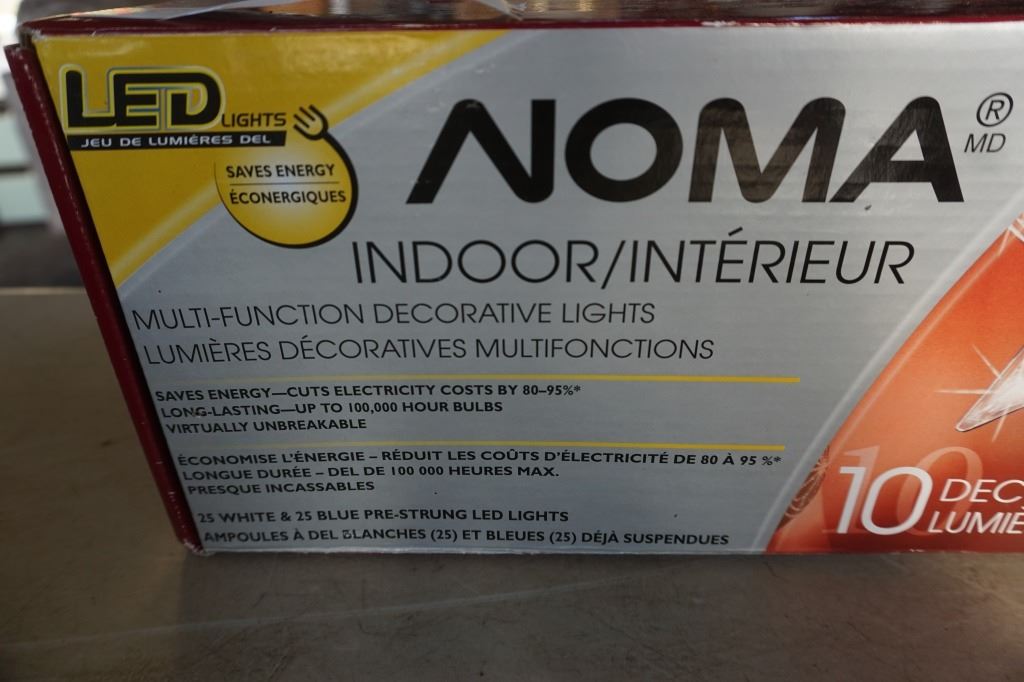 LED
LIGHTS
JEU DE LUMIÈRES DEL
SAVES ENERGY
ÉCONERGIQUES
NOMA ®
MD
INDOOR/INTÉRIEUR
MULTI-FUNCTION DECORATIVE LIGHTS
LUMIÈRES DÉCORATIVES MULTIFONCTIONS
SAVES ENERGY—CUTS ELECTRICITY COSTS BY 80–95%*
LONG-LASTING—UP TO 100,000 HOUR BULBS
VIRTUALLY UNBREAKABLE
ÉCONOMISE L'ÉNERGIE – RÉDUIT LES COÛTS D'ÉLECTRICITÉ DE 80 À 95 %*
LONGUE DURÉE – DEL DE 100 000 HEURES MAX.
PRESQUE INCASSABLES
25 WHITE & 25 BLUE PRE-STRUNG LED LIGHTS
AMPOULES À DEL BLANCHES (25) ET BLEUES (25) DÉJÀ SUSPENDUES
10 DEC
LUMIÈ